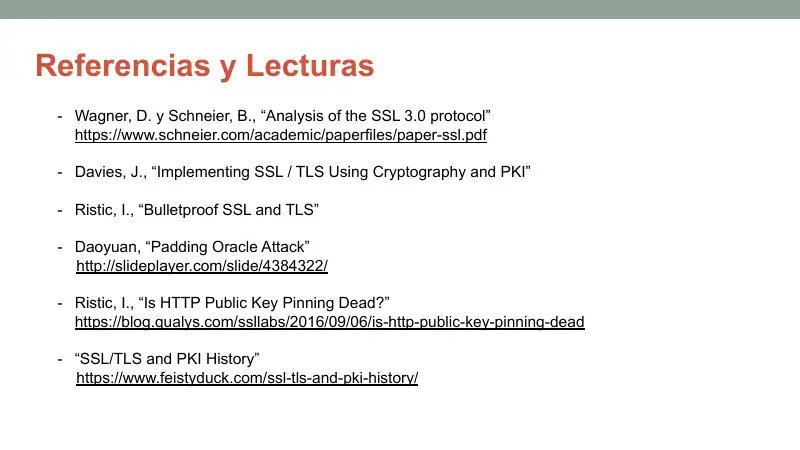 Referencias y Lecturas
- Wagner, D. y Schneier, B., “Analysis of the SSL 3.0 protocol”
https://www.schneier.com/academic/paperfiles/paper-ssl.pdf
- Davies, J., “Implementing SSL / TLS Using Cryptography and PKI”
- Ristic, I., “Bulletproof SSL and TLS”
- Daoyuan, “Padding Oracle Attack”
http://slideplayer.com/slide/4384322/
- Ristic, I., “Is HTTP Public Key Pinning Dead?”
https://blog.qualys.com/ssllabs/2016/09/06/is-http-public-key-pinning-dead
- “SSL/TLS and PKI History”
https://www.feistyduck.com/ssl-tls-and-pki-history/